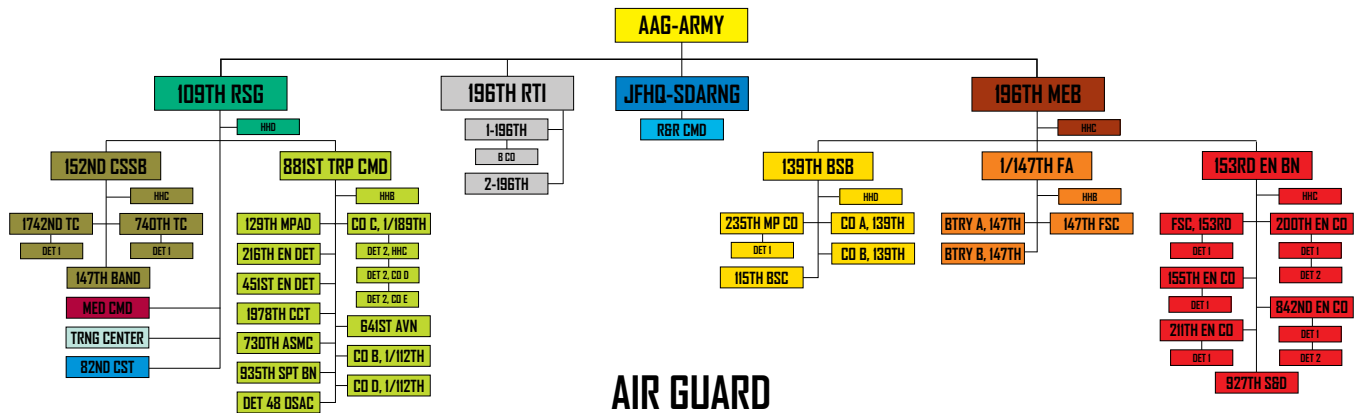 AAG-ARMY
109TH RSG
196TH RTI
JFHQ-SDARNG
196TH MEB
HHD
1-196TH
R&R CMD
HHC
B CO
2-196TH
152ND CSSB
881ST TRP CMD
139TH BSB
1/147TH FA
153RD EN BN
HHC
HHB
HHD
HHB
HHC
1742ND TC
740TH TC
DET 1
DET 1
147TH BAND
MED CMD
TRNG CENTER
82ND CST
129TH MPAD
CO C, 1/189TH
216TH EN DET
DET 2, HHC
451ST EN DET
DET 2, CO D
DET 2, CO E
1978TH CCT
641ST AVN
730TH ASMC
CO B, 1/112TH
935TH SPT BN
CO D, 1/112TH
DET 48 OSAC
235TH MP CO
CO A, 139TH
DET 1
CO B, 139TH
115TH BSC
BTRY A, 147TH
147TH FSC
BTRY B, 147TH
FSC, 153RD
200TH EN CO
DET 1
DET 1
DET 2
155TH EN CO
DET 1
842ND EN CO
211TH EN CO
DET 1
DET 1
DET 2
927TH S&D
AIR GUARD